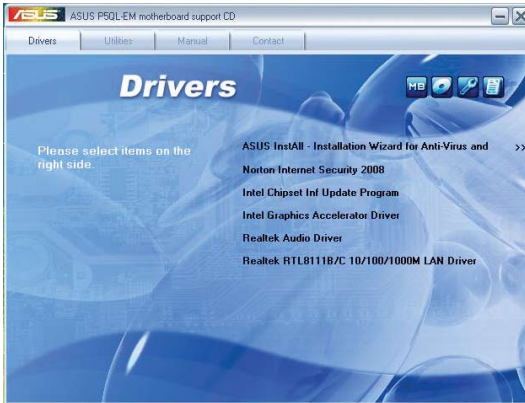 ASUS ASUS P5QL-EM motherboard support CD
Drivers Utilities Manual Contact
Drivers
MB
Please select items on the
right side.
ASUS InstAll - Installation Wizard for Anti-Virus and >>
Norton Internet Security 2008
Intel Chipset Inf Update Program
Intel Graphics Accelerator Driver
Realtek Audio Driver
Realtek RTL8111B/C 10/100/1000M LAN Driver